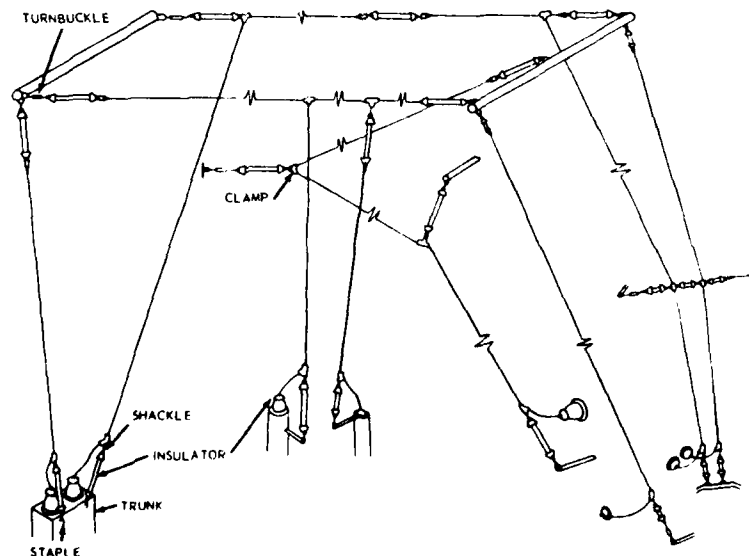 TURNBUCKLE
CLAMP
SHACKLE
INSULATOR
TRUNK
STAPLE